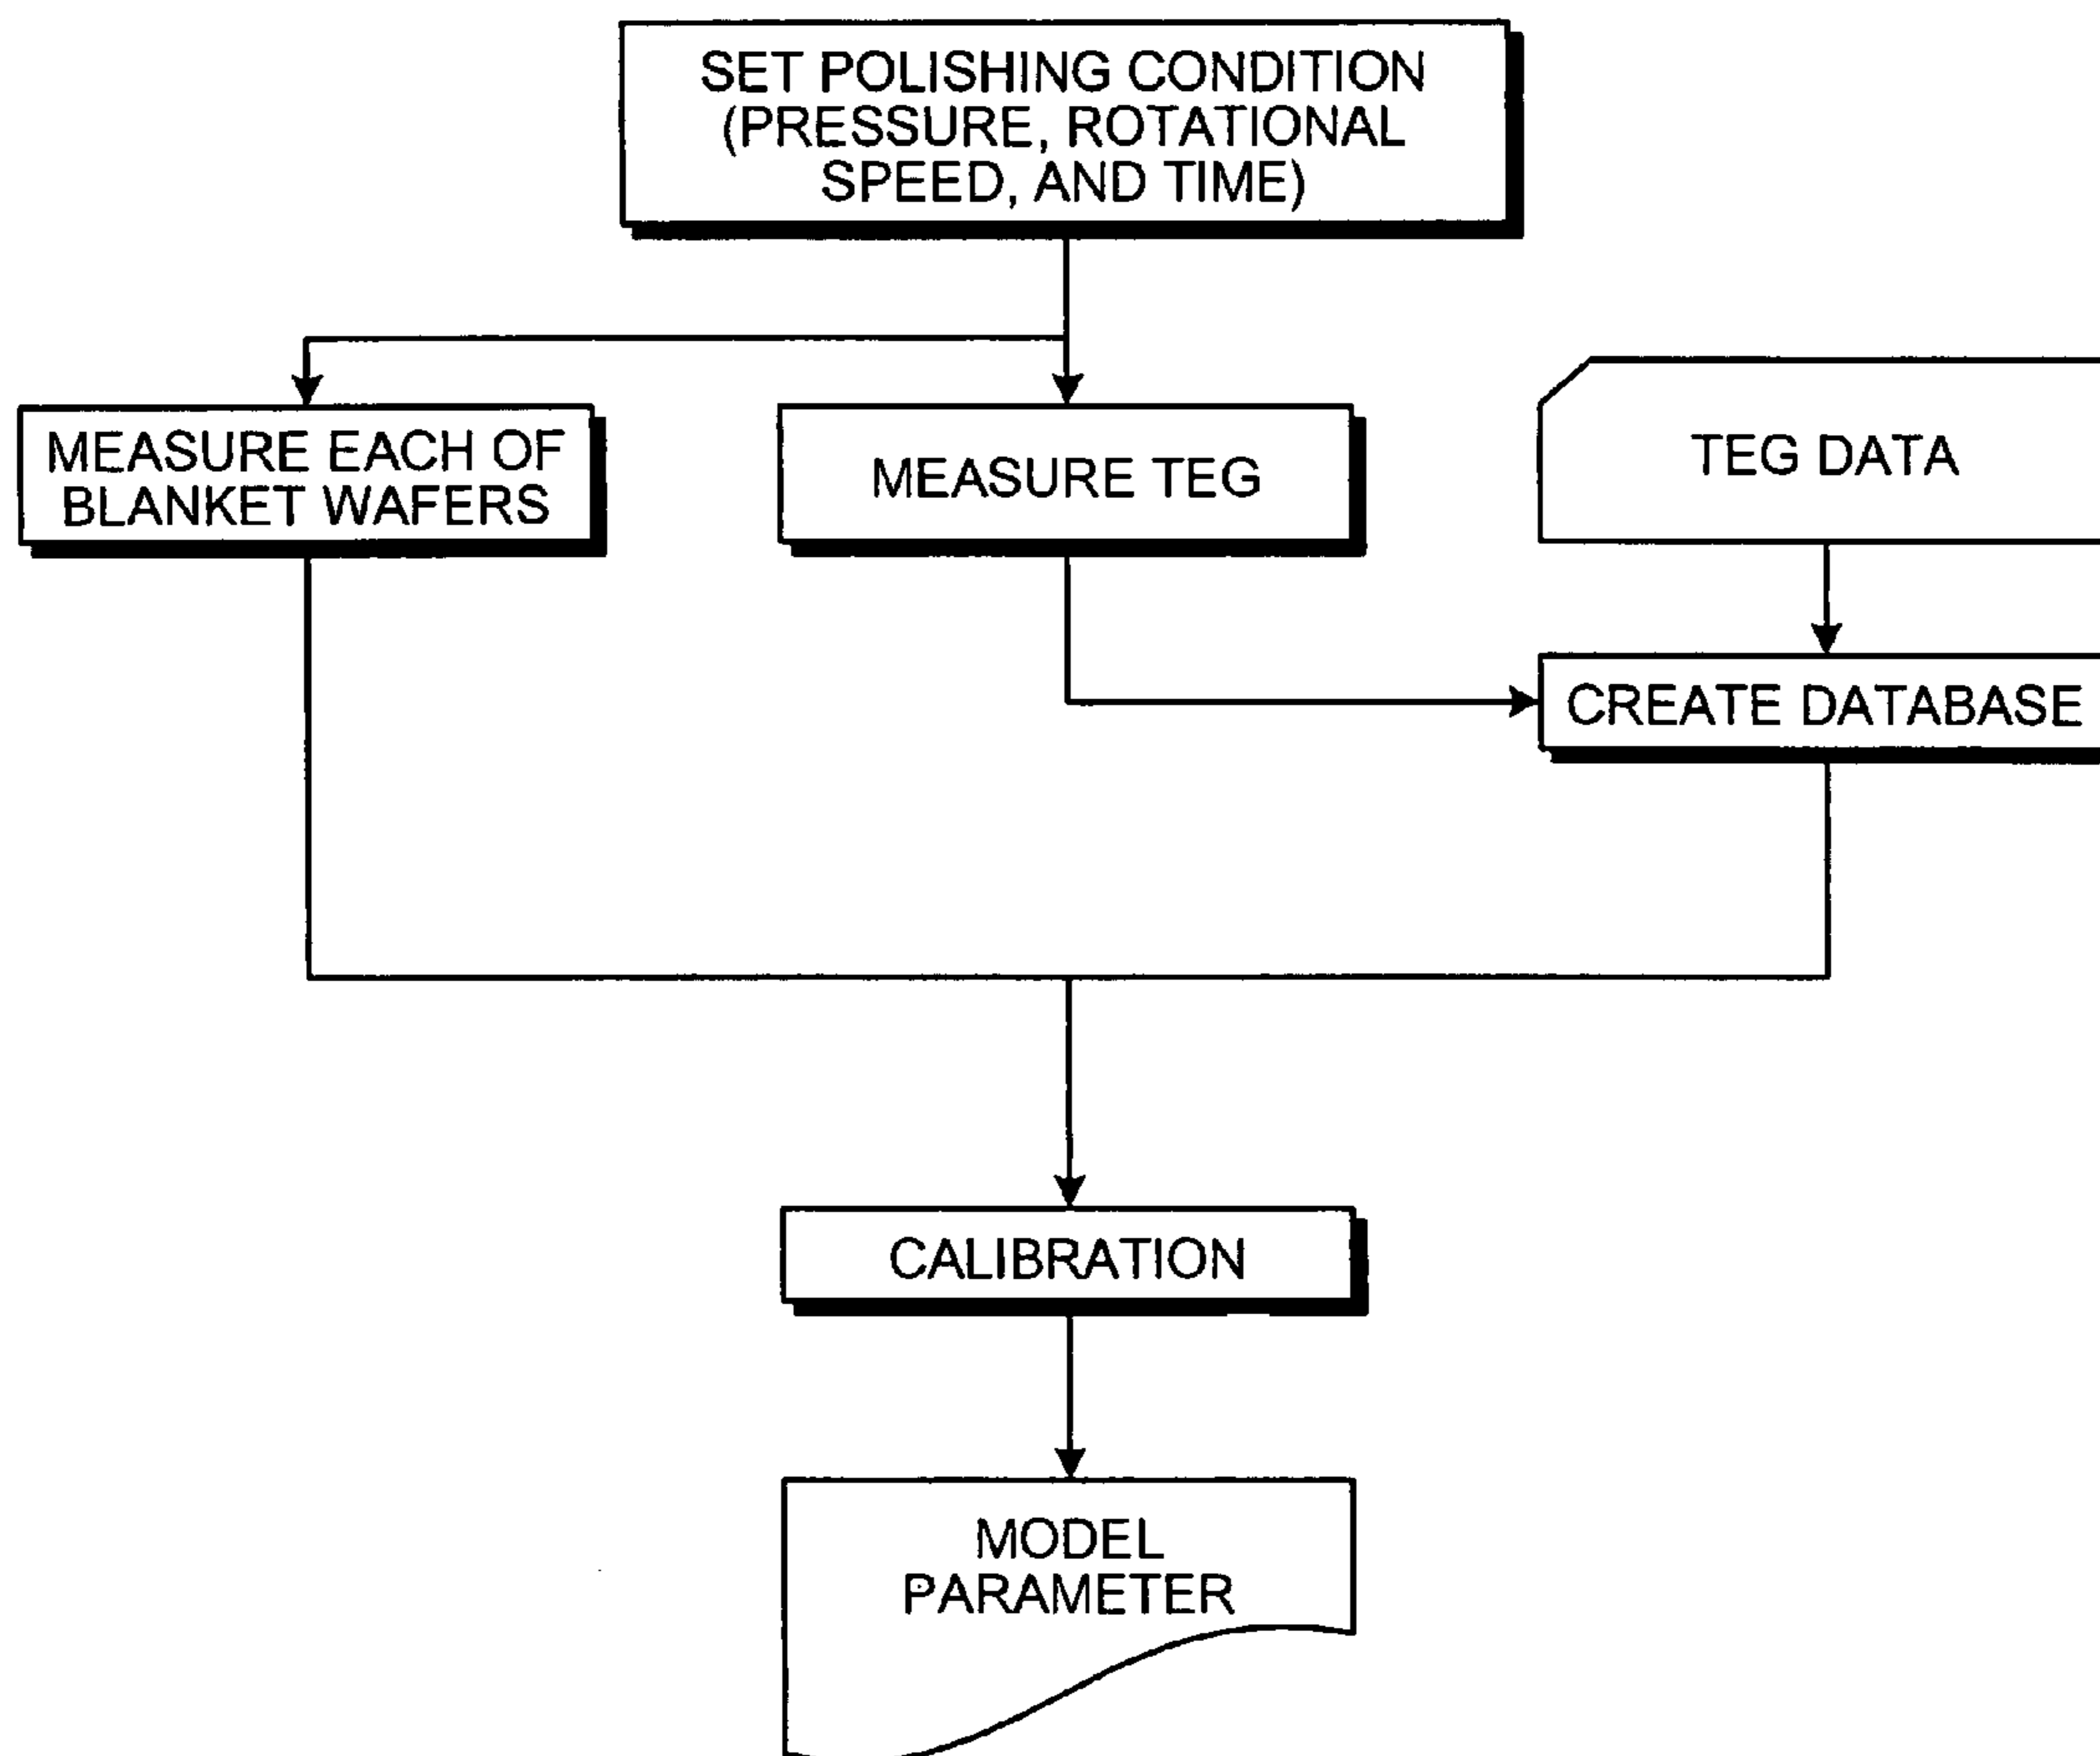 SET POLISHING CONDITION
(PRESSURE, ROTATIONAL
SPEED, AND TIME)
MEASURE EACH OF
BLANKET WAFERS
MEASURE TEG
TEG DATA
CREATE DATABASE
CALIBRATION
MODEL
PARAMETER